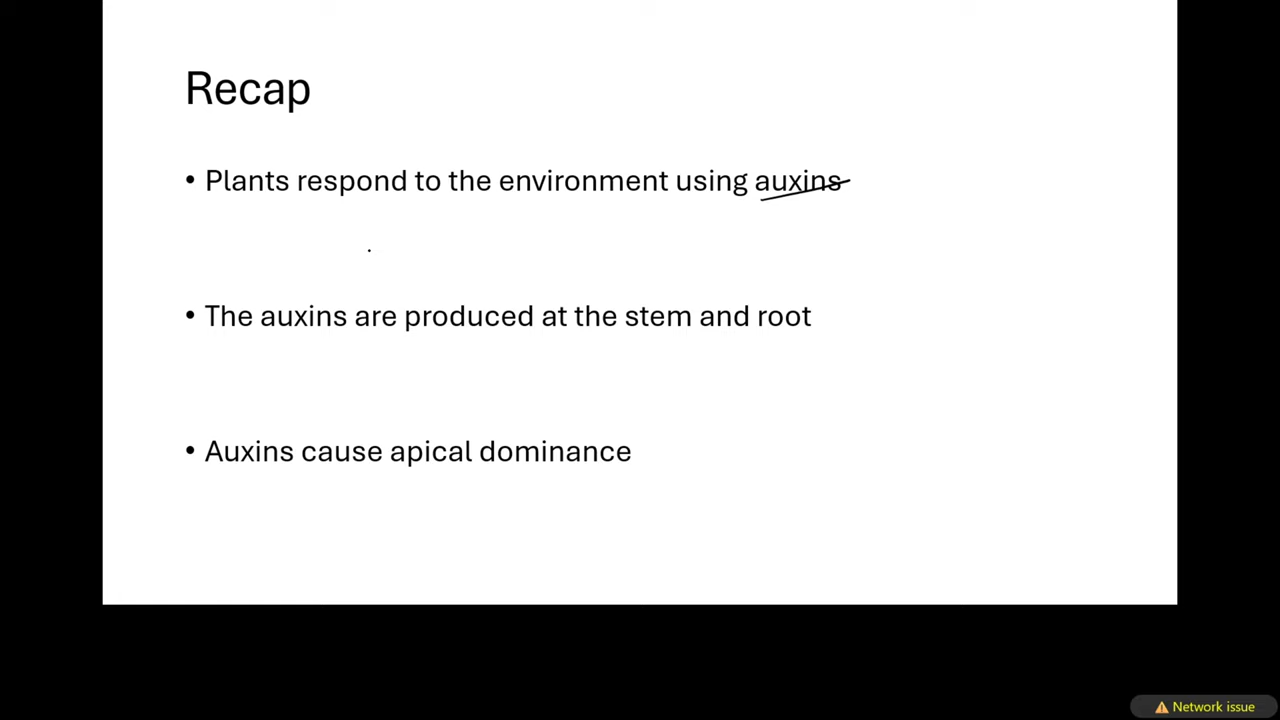 Recap
• Plants respond to the environment using auxins
• The auxins are produced at the stem and root
• Auxins cause apical dominance
⚠ Network issue